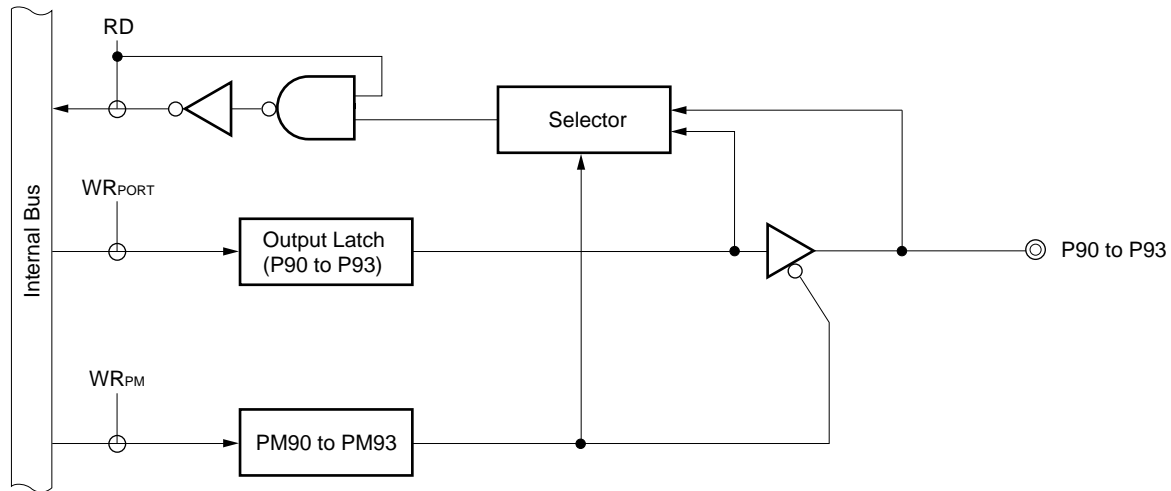 RD
Selector
WRPORT
Internal Bus
Output Latch
(P90 to P93)
P90 to P93
WRPM
PM90 to PM93